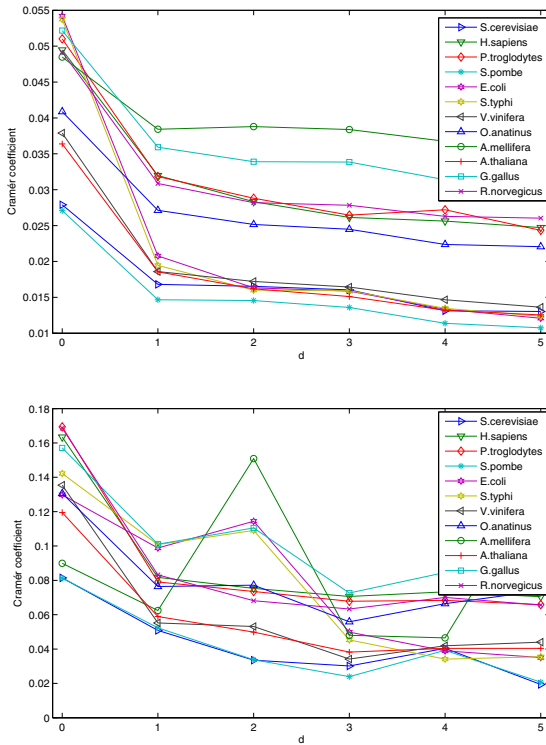 0.055
0.05
0.045
0.04
0.035
0.03
0.025
0.02
0.015
0.01
Cramér coefficient
0 1 2 3 4 5
d
S.cerevisiae
H.sapiens
P.troglodytes
S.pombe
E.coli
S.typhi
V.vinifera
O.anatinus
A.mellifera
A.thaliana
G.gallus
R.norvegicus
0.18
0.16
0.14
0.12
0.1
0.08
0.06
0.04
0.02
0
Cramér coefficient
0 1 2 3 4 5
d
S.cerevisiae
H.sapiens
P.troglodytes
S.pombe
E.coli
S.typhi
V.vinifera
O.anatinus
A.mellifera
A.thaliana
G.gallus
R.norvegicus